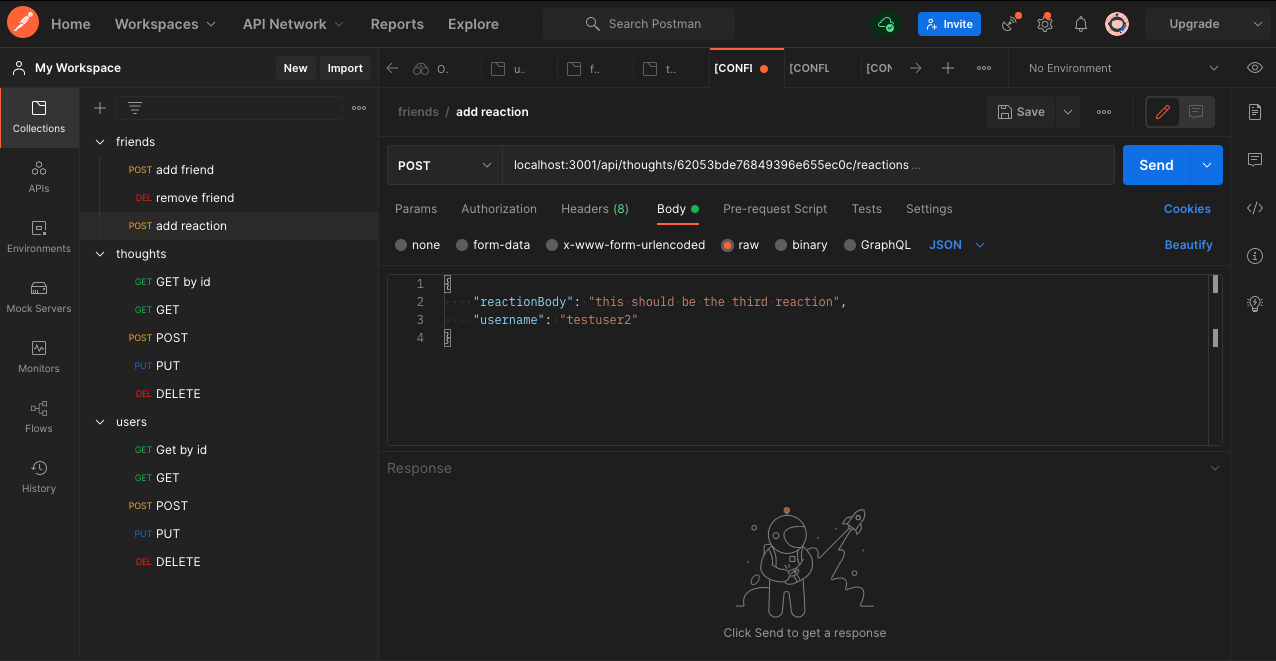 Home Workspaces API Network Reports Explore Search Postman Invite Upgrade
My Workspace New Import
O. u.. f.. t.. [CONFI [CONFL [CON No Environment
Collections
APIs
Environments
Mock Servers
Monitors
Flows
History
friends
POST add friend
DEL remove friend
POST add reaction
thoughts
GET GET by id
GET GET
POST POST
PUT PUT
DEL DELETE
users
GET Get by id
GET GET
POST POST
PUT PUT
DEL DELETE
friends / add reaction Save
POST localhost:3001/api/thoughts/62053bde76849396e655ec0c/reactions ... Send
Params Authorization Headers (8) Body Pre-request Script Tests Settings Cookies
none form-data x-www-form-urlencoded raw binary GraphQL JSON Beautify
1 {
2 "reactionBody": "this should be the third reaction",
3 "username": "testuser2"
4 }
Response
Click Send to get a response